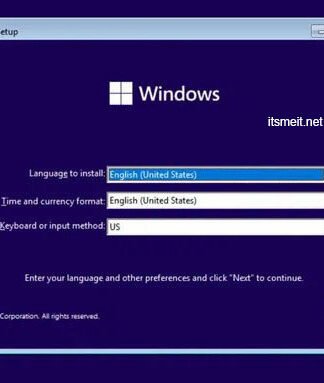 etup
Windows
itsmeit.net
Language to install: English (United States)
Time and currency format: English (United States)
Keyboard or input method: US
Enter your language and other preferences and click "Next" to continue.
Corporation. All rights reserved.